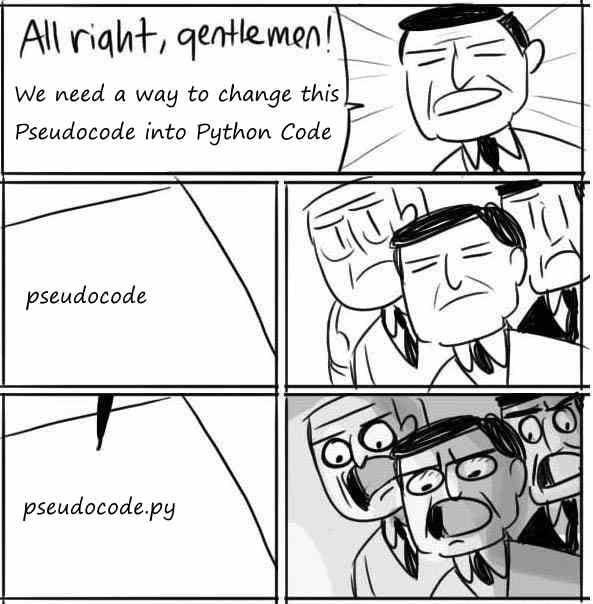 All right, gentlemen!
We need a way to change this
Pseudocode into Python Code
pseudocode
pseudocode.py